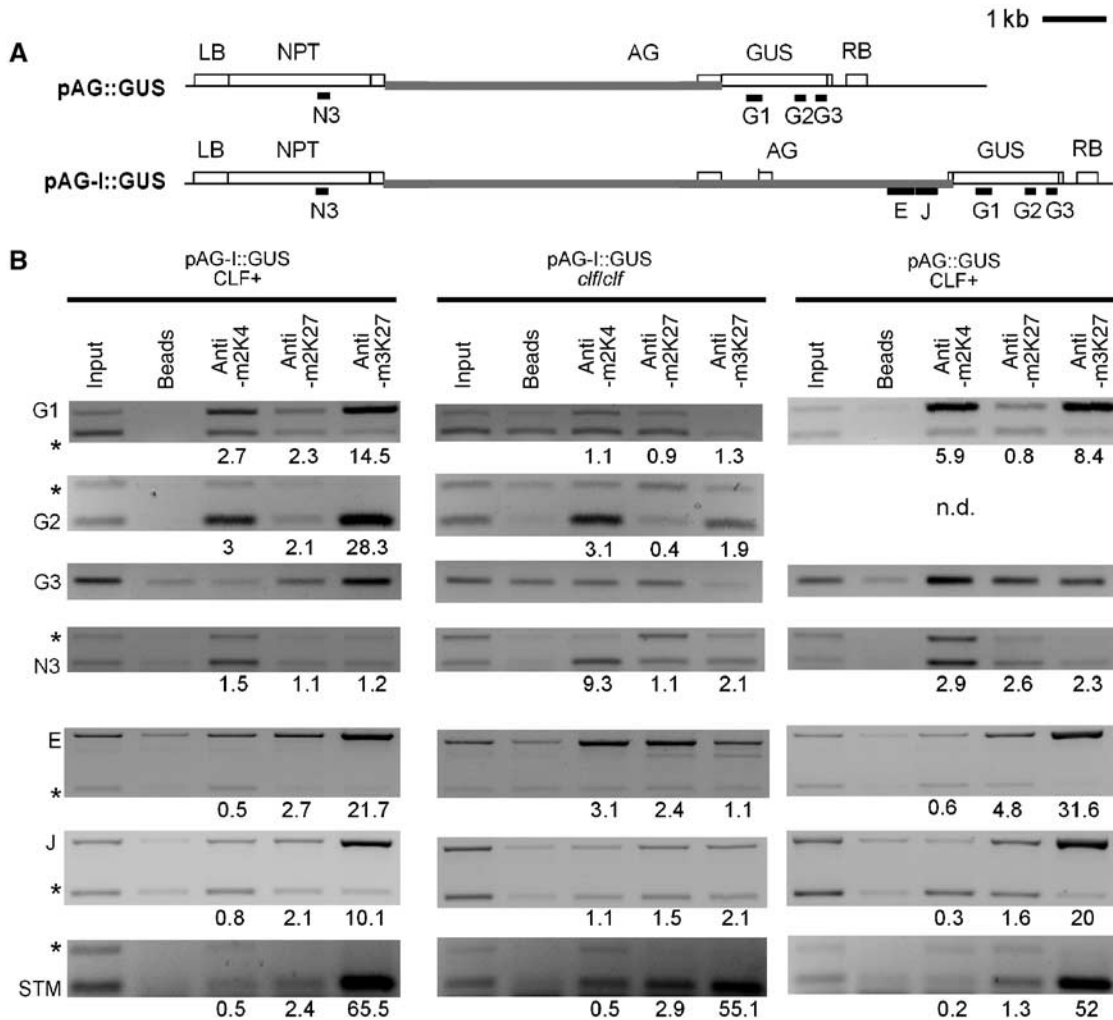 1 kb
A
LB NPT AG GUS RB
pAG::GUS
N3 G1 G2 G3
LB NPT AG GUS RB
pAG-I::GUS
N3 E J G1 G2 G3
B
pAG-I::GUS CLF+
pAG-I::GUS clf/clf
pAG::GUS CLF+
Input Beads Anti -m2K4 Anti -m2K27 Anti -m3K27 Input Beads Anti -m2K4 Anti -m2K27 Anti -m3K27 Input Beads Anti -m2K4 Anti -m2K27 Anti -m3K27
G1
*
2.7 2.3 14.5 1.1 0.9 1.3 5.9 0.8 8.4
*
n.d.
G2
3 2.1 28.3 3.1 0.4 1.9
G3
*
N3
1.5 1.1 1.2 9.3 1.1 2.1 2.9 2.6 2.3
E
*
0.5 2.7 21.7 3.1 2.4 1.1 0.6 4.8 31.6
J
*
0.8 2.1 10.1 1.1 1.5 2.1 0.3 1.6 20
*
STM
0.5 2.4 65.5 0.5 2.9 55.1 0.2 1.3 52